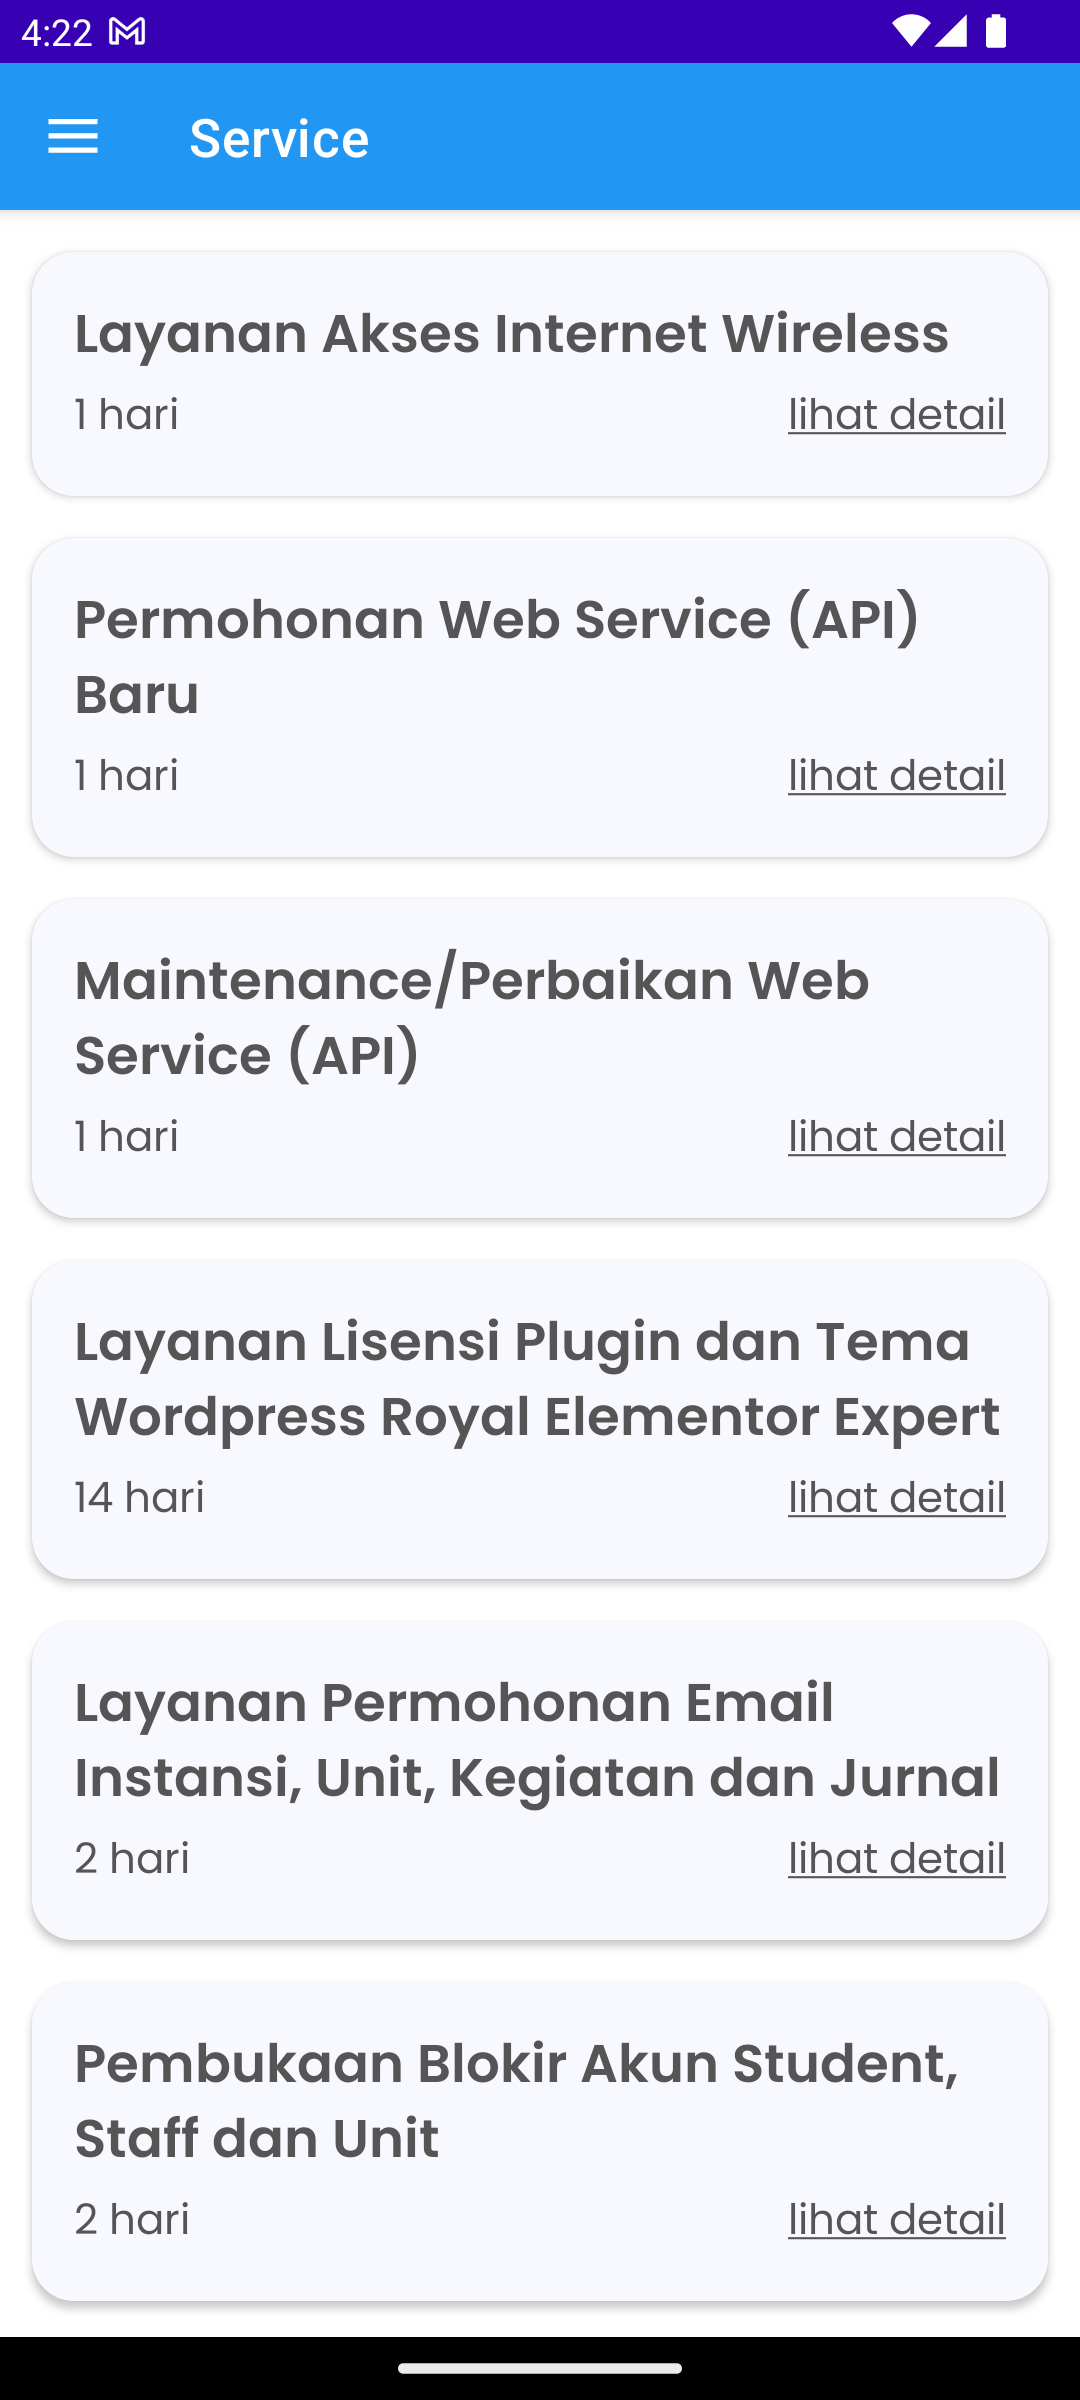 4:22
Service
Layanan Akses Internet Wireless
1 hari lihat detail
Permohonan Web Service (API)
Baru
1 hari lihat detail
Maintenance/Perbaikan Web
Service (API)
1 hari lihat detail
Layanan Lisensi Plugin dan Tema
Wordpress Royal Elementor Expert
14 hari lihat detail
Layanan Permohonan Email
Instansi, Unit, Kegiatan dan Jurnal
2 hari lihat detail
Pembukaan Blokir Akun Student,
Staff dan Unit
2 hari lihat detail